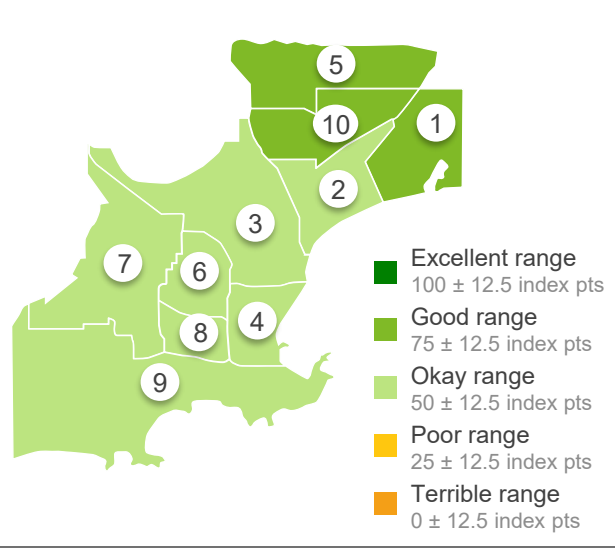 5
10
1
2
3
7
6
4
8
9
Excellent range
100 ± 12.5 index pts
Good range
75 ± 12.5 index pts
Okay range
50 ± 12.5 index pts
Poor range
25 ± 12.5 index pts
Terrible range
0 ± 12.5 index pts